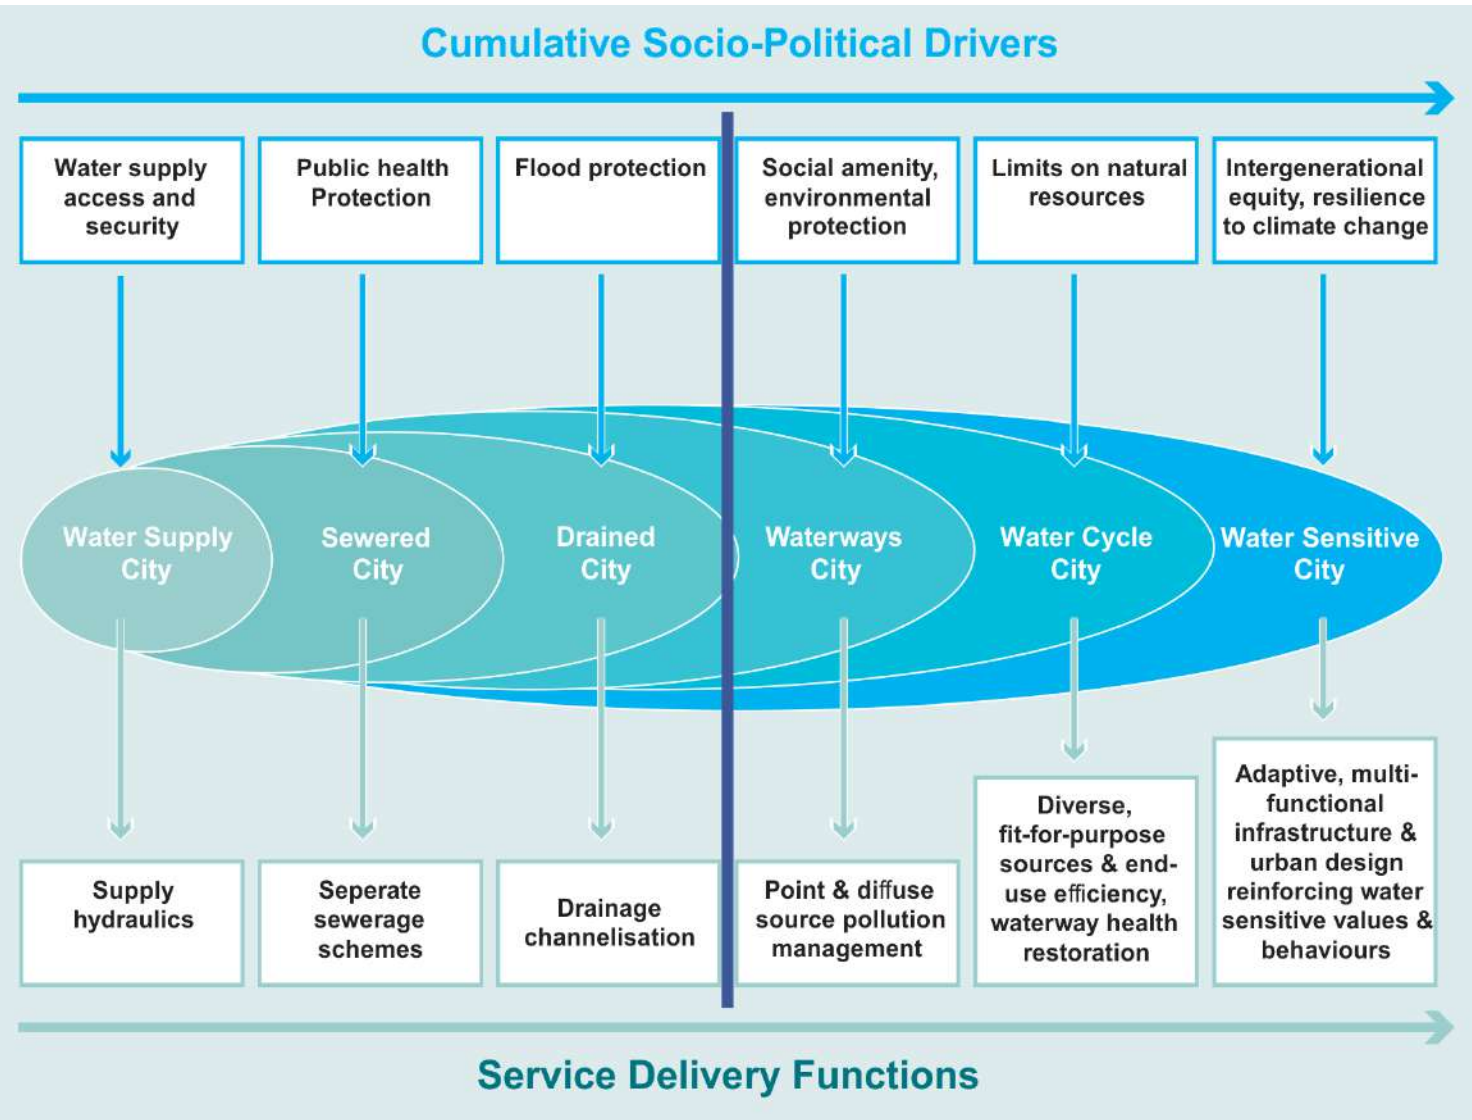 Cumulative Socio-Political Drivers
Water supply
access and
security
Public health
Protection
Flood protection
Social amenity,
environmental
protection
Limits on natural
resources
Intergenerational
equity, resilience
to climate change
Water Supply
City
Sewered
City
Drained
City
Waterways
City
Water Cycle
City
Water Sensitive
City
Supply
hydraulics
Seperate
sewerage
schemes
Drainage
channelisation
Point & diffuse
source pollution
management
Diverse,
fit-for-purpose
sources & end-
use efficiency,
waterway health
restoration
Adaptive, multi-
functional
infrastructure &
urban design
reinforcing water
sensitive values &
behaviours
Service Delivery Functions